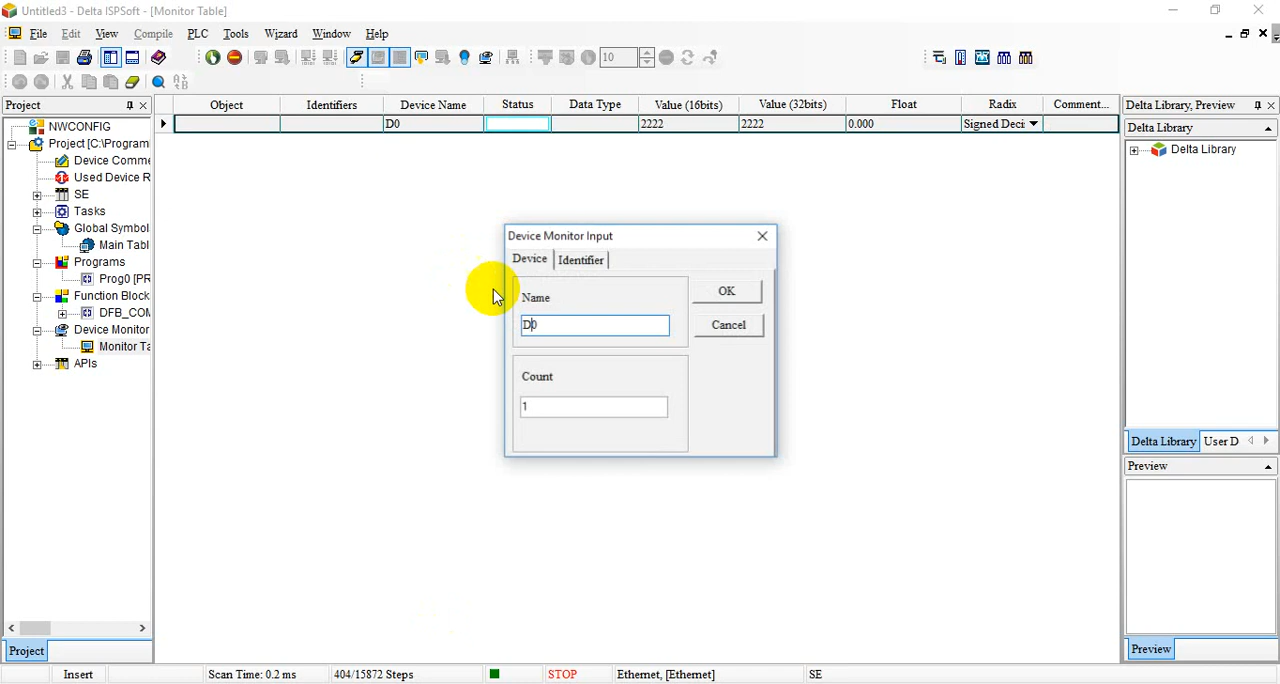 Untitled3 - Delta ISPSoft - [Monitor Table]
File Edit View Compile PLC Tools Wizard Window Help
10
Project
NWCONFIG
Project [C:\Program
Device Comme
Used Device R
SE
Tasks
Global Symbol
Main Tabl
Programs
Prog0 [PR
Function Block
DFB_COM
Device Monitor
Monitor Ta
APIs
Project
Object Identifiers Device Name Status Data Type Value (16bits) Value (32bits) Float Radix Comment...
D0 2222 2222 0.000 Signed Deci
Device Monitor Input
Device Identifier
Name
D0
OK
Cancel
Count
1
Delta Library, Preview
Delta Library
Delta Library
Delta Library User D
Preview
Preview
Insert Scan Time: 0.2 ms 404/15872 Steps STOP Ethernet, [Ethernet] SE